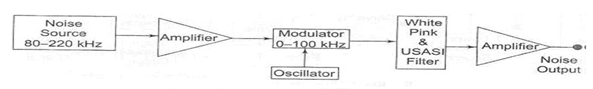 Noise
Source
80–220 kHz
Amplifier
Modulator
0–100 kHz
Oscillator
White
Pink
&
USASI
Filter
Amplifier
Noise
Output